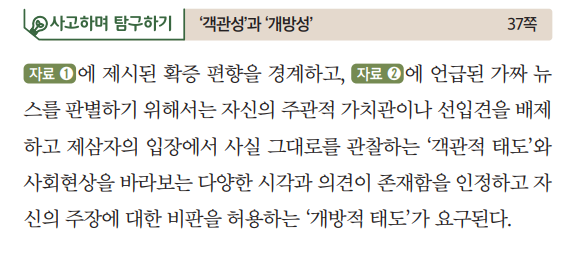 사고하며 탐구하기 '객관성'과 '개방성' 37쪽
자료 ❶에 제시된 확증 편향을 경계하고, 자료 ❷에 언급된 가짜 뉴
스를 판별하기 위해서는 자신의 주관적 가치관이나 선입견을 배제
하고 제삼자의 입장에서 사실 그대로를 관찰하는 '객관적 태도'와
사회현상을 바라보는 다양한 시각과 의견이 존재함을 인정하고 자
신의 주장에 대한 비판을 허용하는 '개방적 태도'가 요구된다.